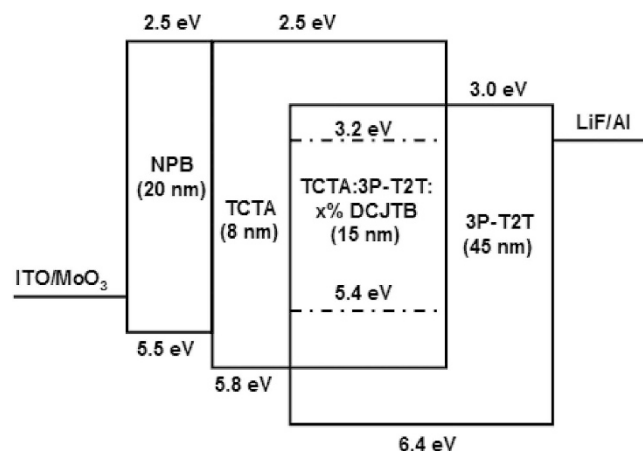 2.5 eV
2.5 eV
3.0 eV
LiF/Al
3.2 eV
NPB
(20 nm)
TCTA
(8 nm)
TCTA:3P-T2T:
x% DCJTB
(15 nm)
3P-T2T
(45 nm)
ITO/MoO₃
5.4 eV
5.5 eV
5.8 eV
6.4 eV